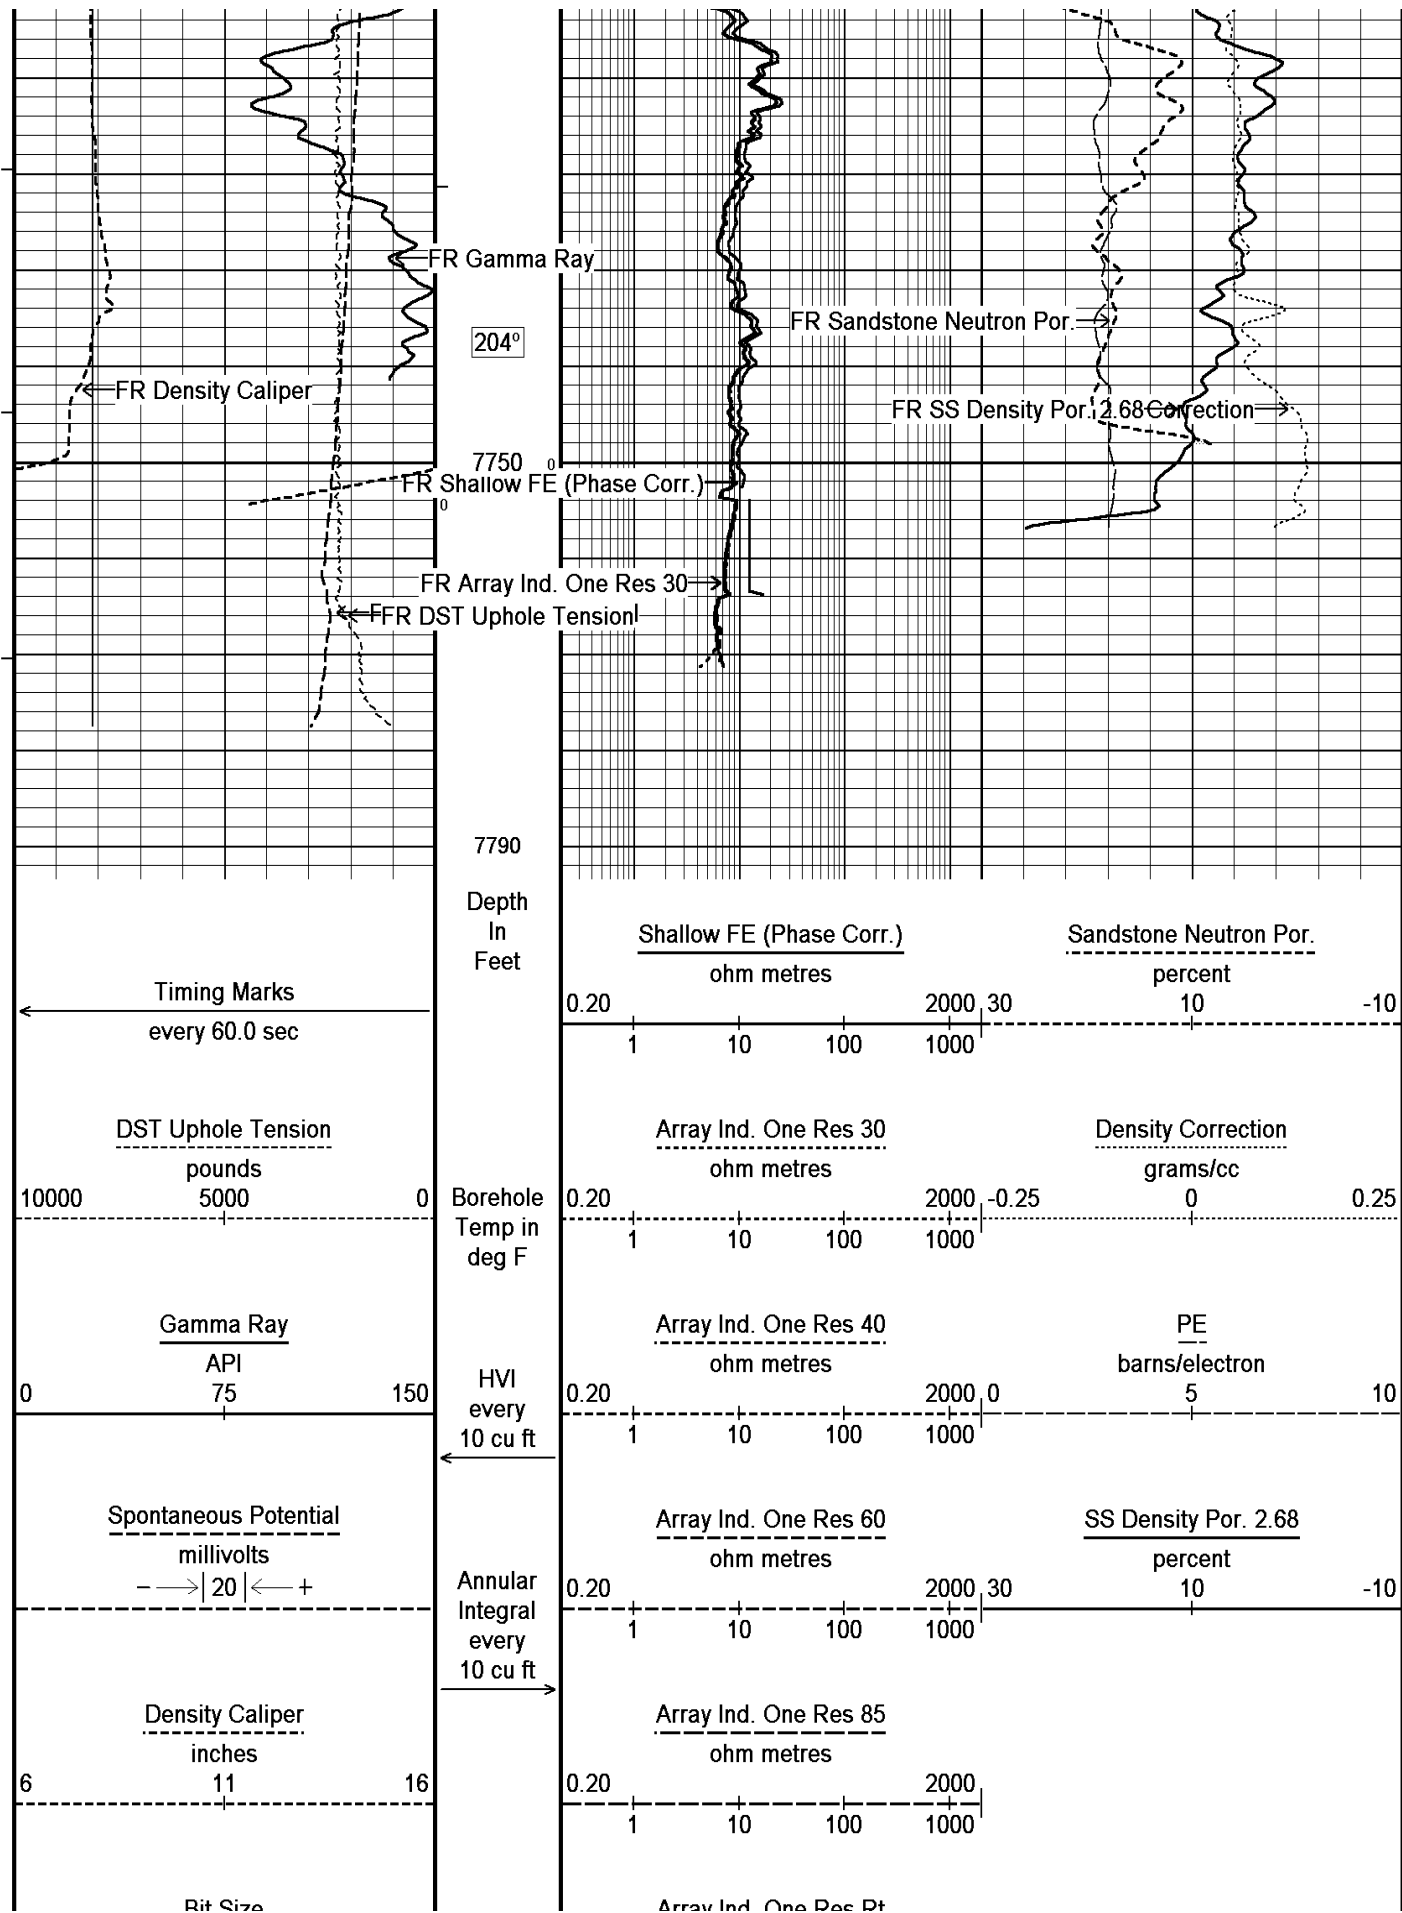 FR Gamma Ray
204°
FR Sandstone Neutron Por.
FR Density Caliper
FR SS Density Por. 2.68Correction
7750
0
FR Shallow FE (Phase Corr.)
0
FR Array Ind. One Res 30
FR DST Uphole Tension
7790
Depth
In
Feet
Timing Marks
every 60.0 sec
Shallow FE (Phase Corr.)
ohm metres
0.20 2000
1 10 100 1000
Sandstone Neutron Por.
percent
30 10 -10
DST Uphole Tension
pounds
10000 5000 0
Borehole
Temp in
deg F
Array Ind. One Res 30
ohm metres
0.20 2000
1 10 100 1000
Density Correction
grams/cc
-0.25 0 0.25
Gamma Ray
API
0 75 150
HVI
every
10 cu ft
Array Ind. One Res 40
ohm metres
0.20 2000
1 10 100 1000
PE
barns/electron
0 5 10
Spontaneous Potential
millivolts
− 20 +
Annular
Integral
every
10 cu ft
Array Ind. One Res 60
ohm metres
0.20 2000
1 10 100 1000
SS Density Por. 2.68
percent
30 10 -10
Density Caliper
inches
6 11 16
Array Ind. One Res 85
ohm metres
0.20 2000
1 10 100 1000
Bit Size
Array Ind. One Res Rt